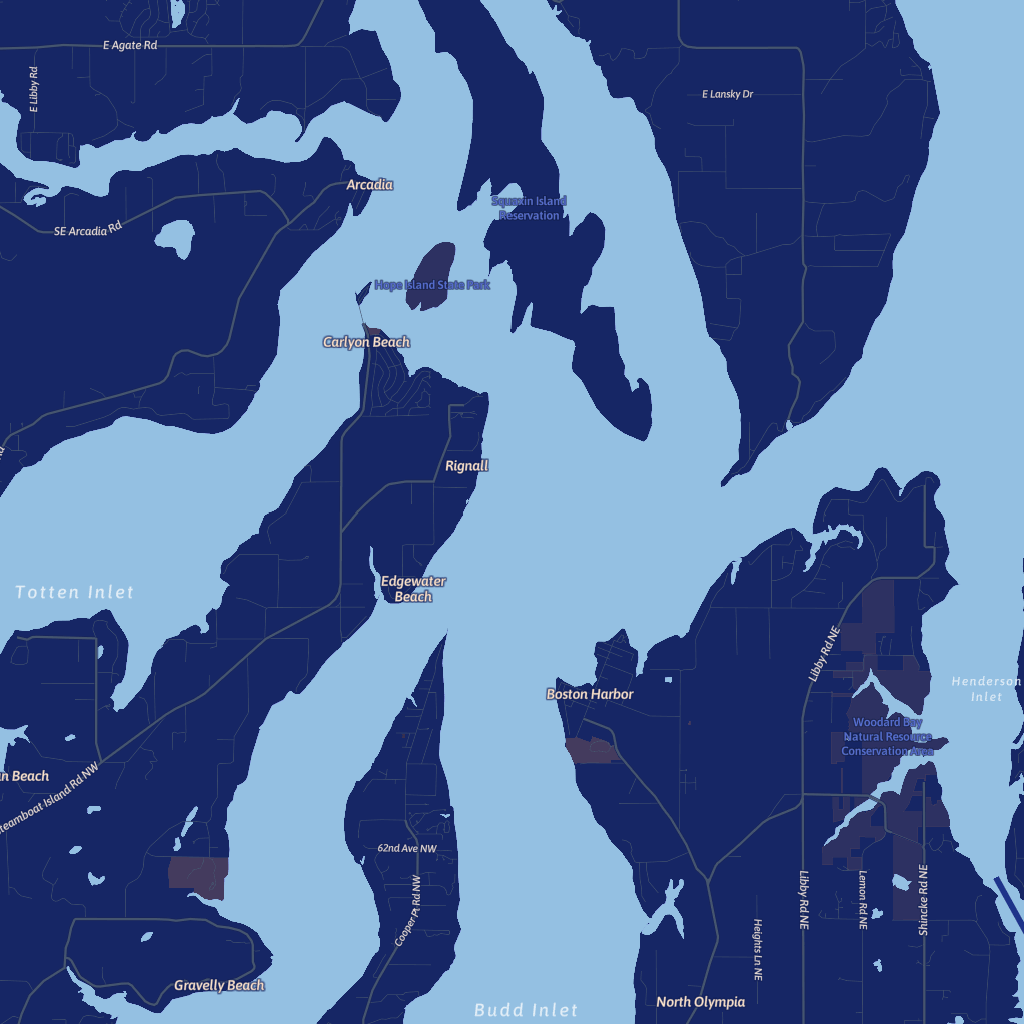 E Agate Rd
E Libby Rd
E Lansky Dr
Arcadia
Squaxin Island
Reservation
SE Arcadia Rd
Hope Island State Park
Carlyon Beach
Rignall
Edgewater
Beach
Totten Inlet
Libby Rd NE
Henderson
Inlet
Boston Harbor
Woodard Bay
Natural Resource
Conservation Area
n Beach
Steamboat Island Rd NW
62nd Ave NW
Cooper Pt Rd NW
Libby Rd NE
Lemon Rd NE
Shincke Rd NE
Heights Ln NE
Gravelly Beach
North Olympia
Budd Inlet